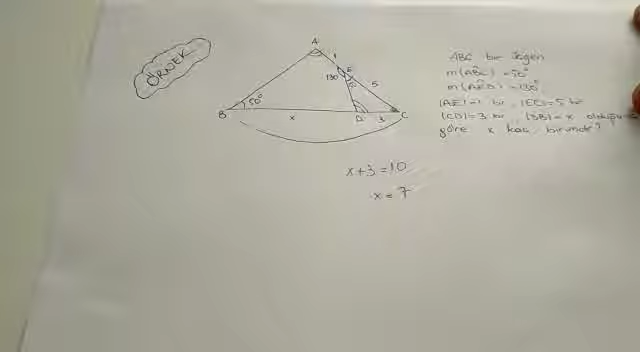 ÖRNEK
A
1
E
130
5
B
50°
x
D
3
C
x+3=10
x=7
ABC bir üçgen
m(ABC)=50°
m(AED)=130°
|AE|=1 br, |EC|=5 br
|CD|=3 br, |DB|=x olduğuna
göre x kaç birimdir?